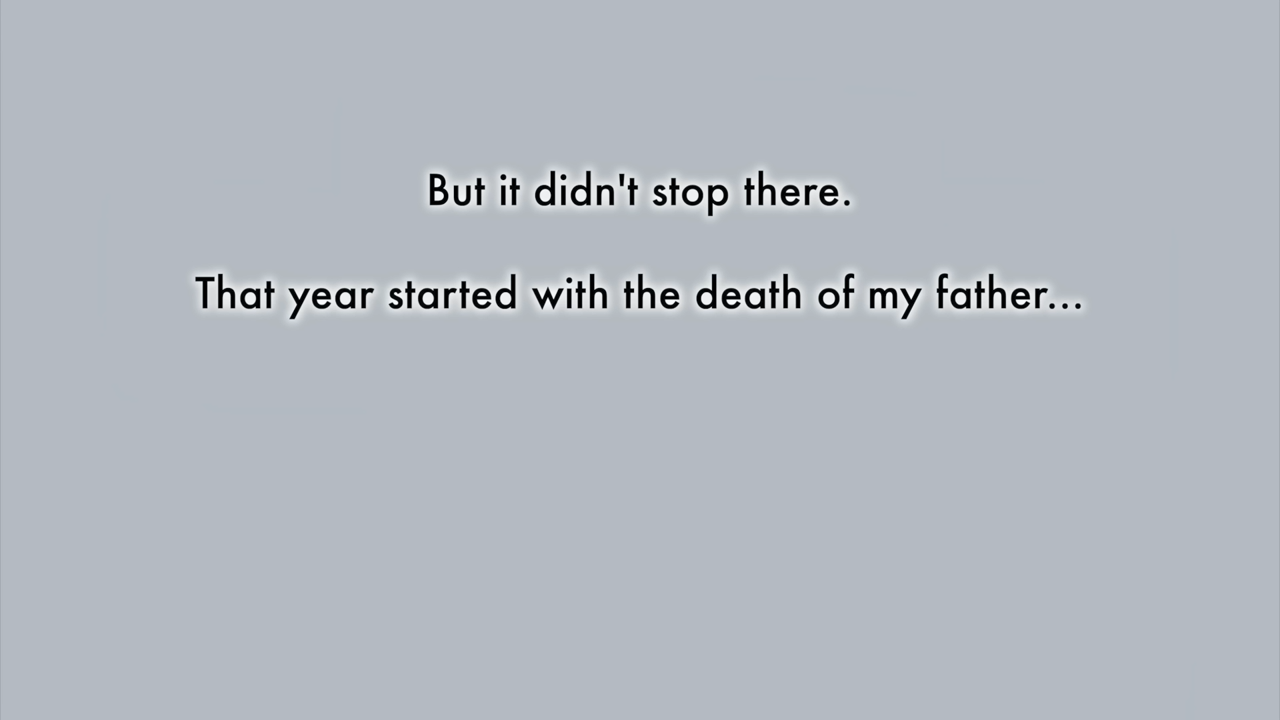 But it didn't stop there.
That year started with the death of my father...